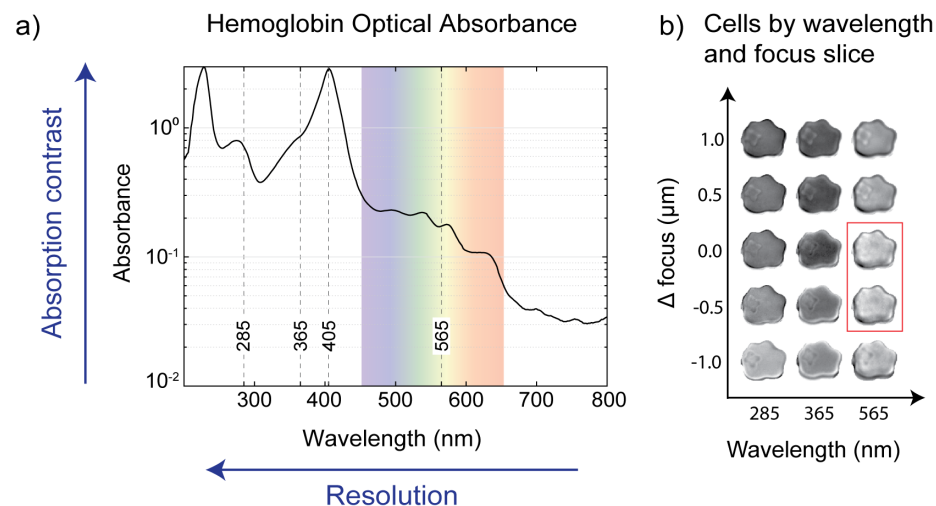 a)
Hemoglobin Optical Absorbance
Absorption contrast
Absorbance
10⁰
10⁻¹
10⁻²
285
365
405
565
300
400
500
600
700
800
Wavelength (nm)
Resolution
b)
Cells by wavelength
and focus slice
Δ focus (µm)
1.0
0.5
0.0
-0.5
-1.0
285
365
565
Wavelength (nm)